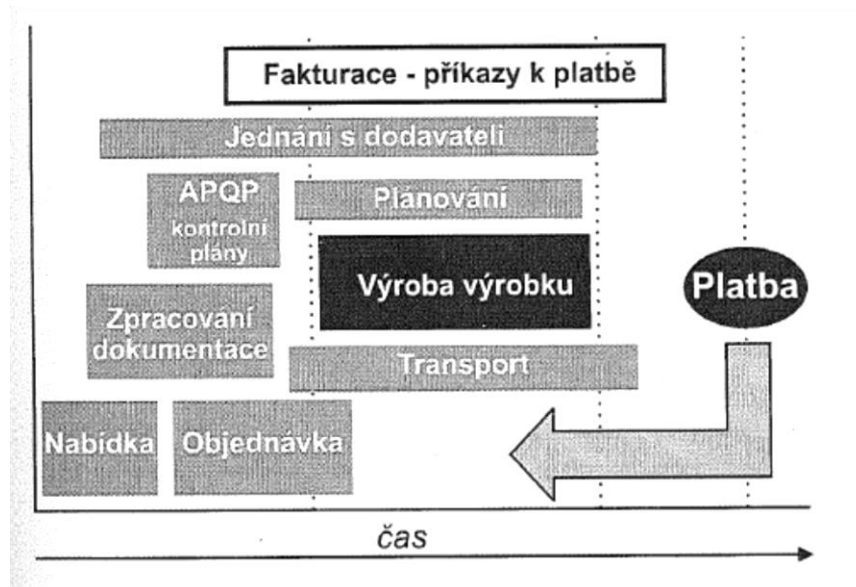 Fakturace - příkazy k platbě
Jednání s dodavateli
APQP
kontrolní
plány
Plánování
Výroba výrobku
Platba
Zpracování
dokumentace
Transport
Nabídka
Objednávka
čas